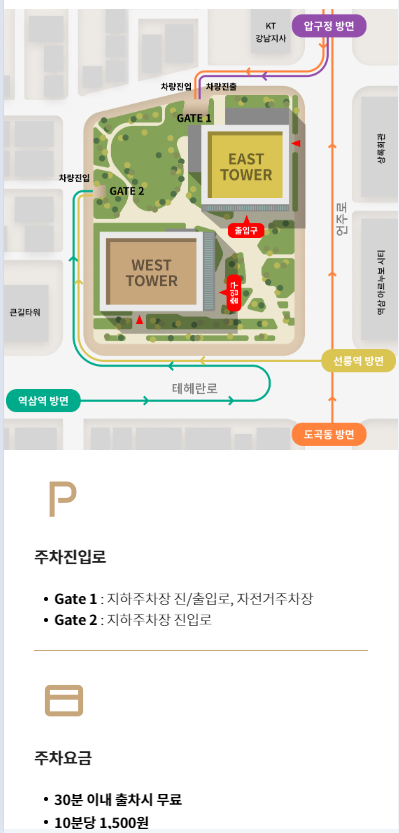 KT
강남지사
압구정 방면
차량진입
차량진출
GATE 1
EAST
TOWER
상록회관
차량진입
GATE 2
출입구
언주로
WEST
TOWER
출입구
역삼 아르누보 시티
큰길타워
선릉역 방면
테헤란로
역삼역 방면
도곡동 방면
P
주차진입로
• Gate 1 : 지하주차장 진/출입로, 자전거주차장
• Gate 2 : 지하주차장 진입로
주차요금
• 30분 이내 출차시 무료
• 10분당 1,500원